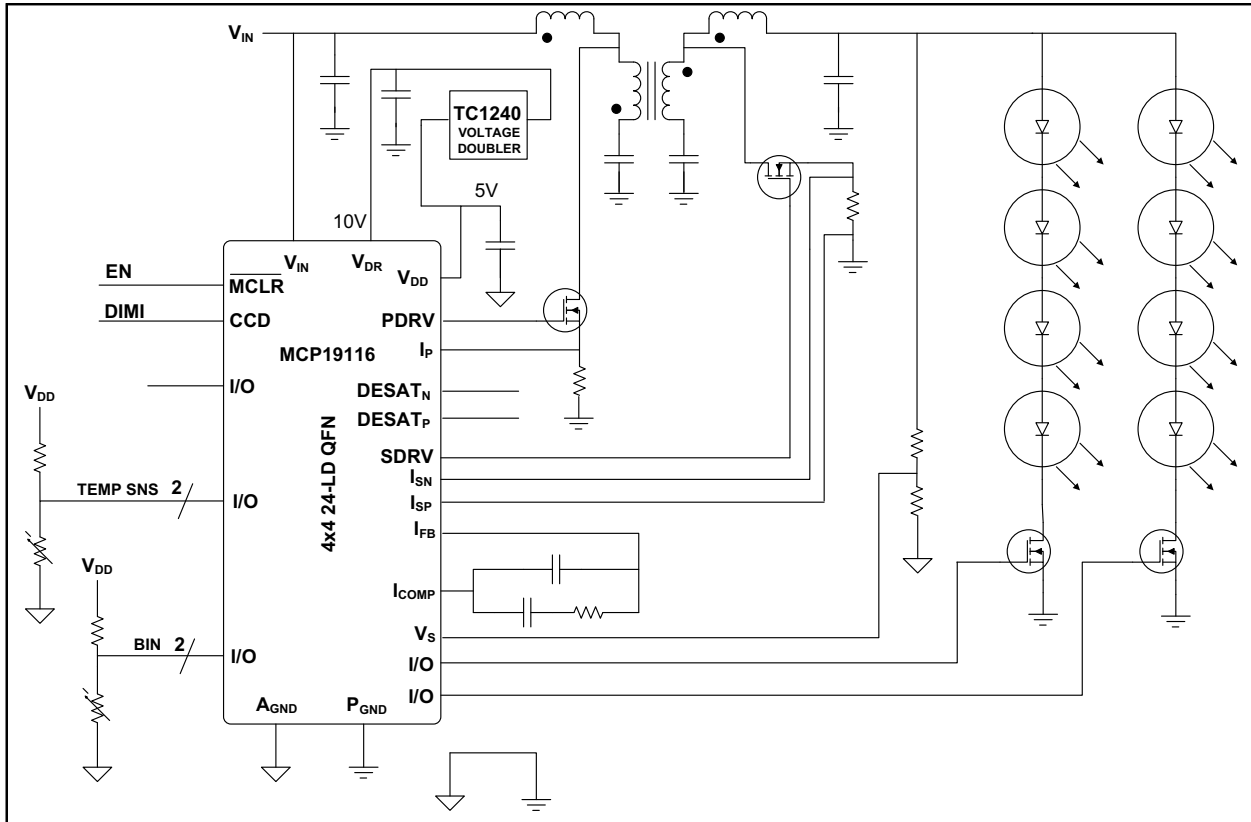 VIN
TC1240
VOLTAGE
DOUBLER
5V
10V
VIN
VDR
VDD
EN
MCLR
DIMI
CCD
PDRV
MCP19116
IP
I/O
DESATN
DESATP
VDD
4x4 24-LD QFN
SDRV
ISN
TEMP SNS
2
I/O
ISP
IFB
VDD
ICOMP
VS
BIN
2
I/O
I/O
I/O
AGND
PGND